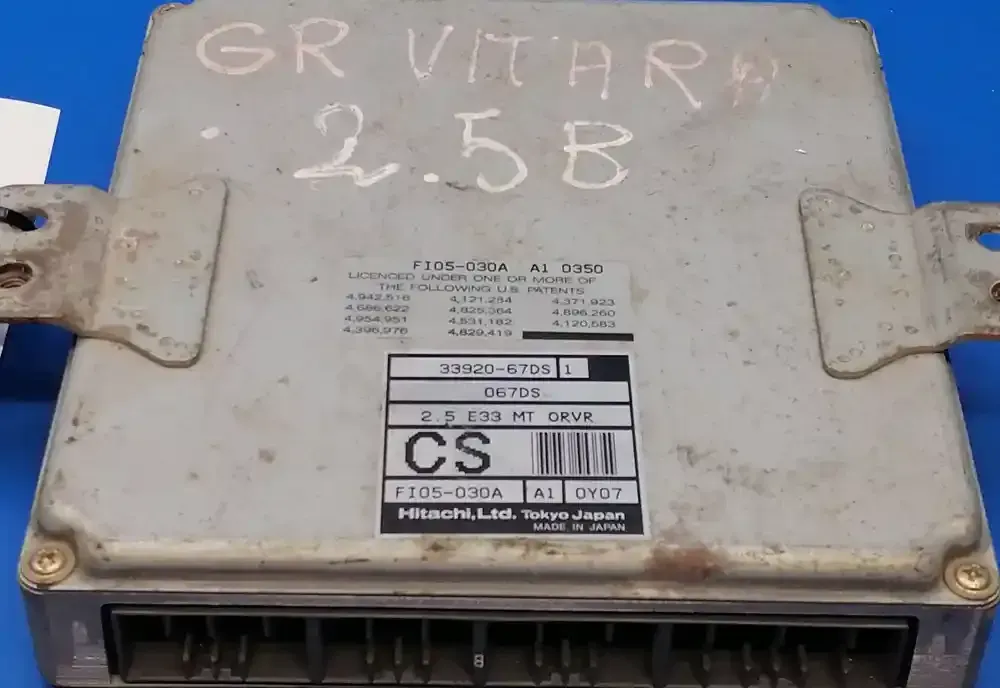 GR VITARA
2.5B
FI05-030A A1 0350
LICENCED UNDER ONE OR MORE OF
THE FOLLOWING U.S. PATENTS
4,942,516 4,121,284 4,371,923
4,686,622 4,825,364 4,896,260
4,954,951 4,531,182 4,120,583
4,396,976 4,829,419
33920-67DS 1
067DS
2.5 E33 MT ORVR
CS
FI05-030A A1 0Y07
Hitachi,Ltd. Tokyo Japan
MADE IN JAPAN
8